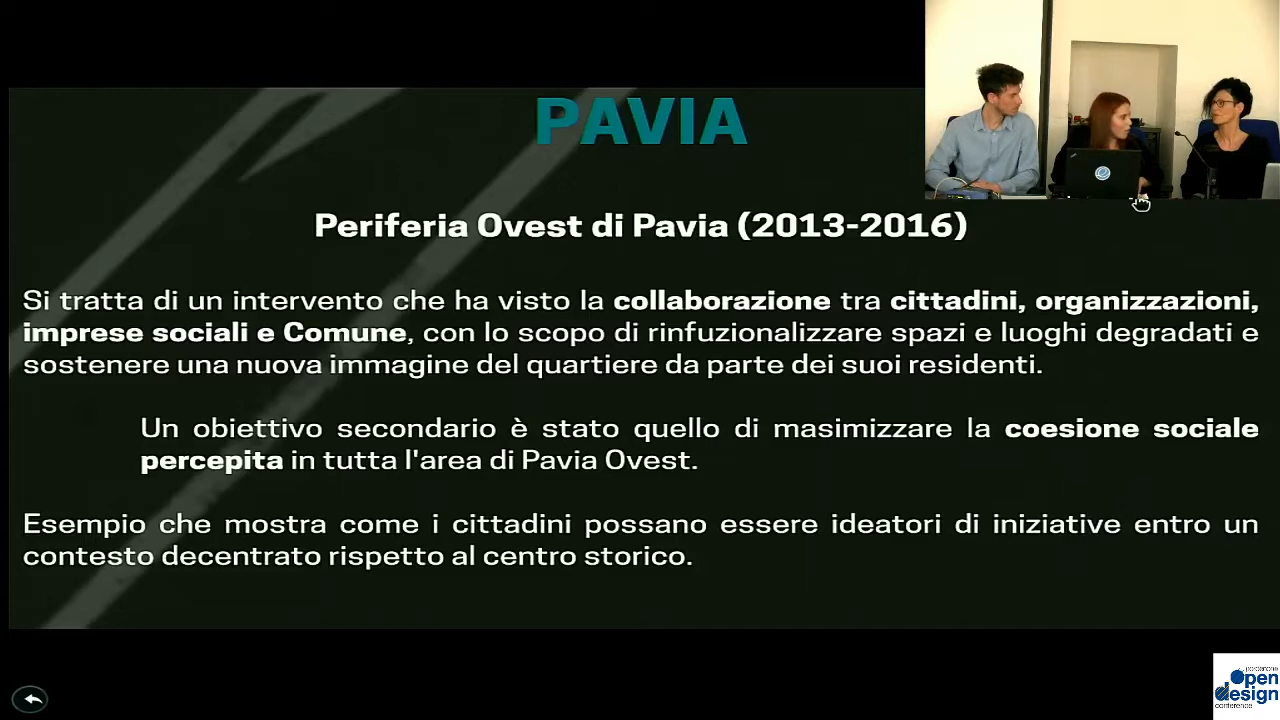 PAVIA
Periferia Ovest di Pavia (2013-2016)
Si tratta di un intervento che ha visto la collaborazione tra cittadini, organizzazioni,
imprese sociali e Comune, con lo scopo di rinfuzionalizzare spazi e luoghi degradati e
sostenere una nuova immagine del quartiere da parte dei suoi residenti.
Un obiettivo secondario è stato quello di masimizzare la coesione sociale
percepita in tutta l'area di Pavia Ovest.
Esempio che mostra come i cittadini possano essere ideatori di iniziative entro un
contesto decentrato rispetto al centro storico.
pordenone
open
design
conference